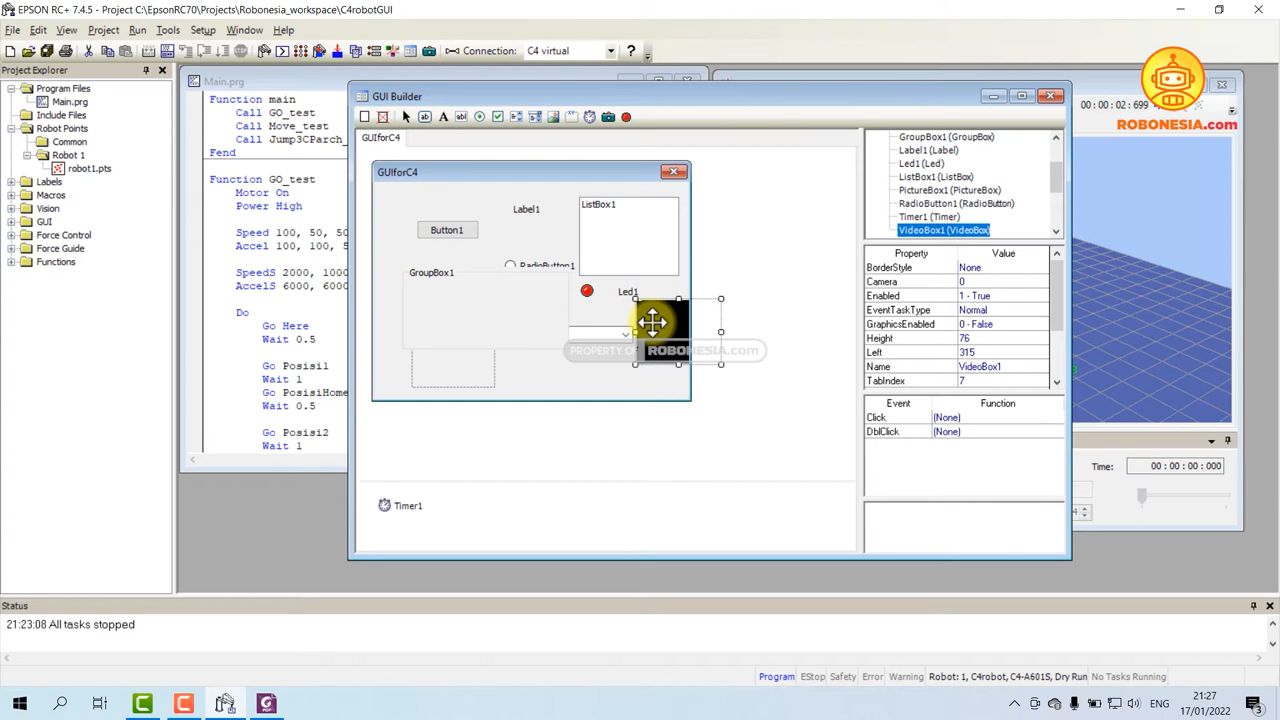 EPSON RC+ 7.4.5 - Project C:\EpsonRC70\Projects\Robonesia_workspace\C4robotGUI
File Edit View Project Run Tools Setup Window Help
Connection: C4 virtual
Project Explorer
Program Files
Main.prg
Include Files
Robot Points
Common
Robot 1
robot1.pts
Labels
Macros
Vision
GUI
Force Control
Force Guide
Functions
Main.prg
Function main
Call GO_test
Call Move_test
Call Jump3CParch_
Fend
Function GO_test
Motor On
Power High
Speed 100, 50, 50
Accel 100, 100, 5
SpeedS 2000, 1000
AccelS 6000, 6000
Do
Go Here
Wait 0.5
Go Posisi1
Wait 1
Go PosisiHome
Wait 0.5
Go Posisi2
Wait 1
GUI Builder
GUIforC4
GUIforC4
Label1
ListBox1
Button1
RadioButton1
GroupBox1
Led1
PROPERTY OF ROBONESIA.com
Timer1
GroupBox1 (GroupBox)
Label1 (Label)
Led1 (Led)
ListBox1 (ListBox)
PictureBox1 (PictureBox)
RadioButton1 (RadioButton)
Timer1 (Timer)
VideoBox1 (VideoBox)
Property Value
BorderStyle None
Camera 0
Enabled 1 - True
EventTaskType Normal
GraphicsEnabled 0 - False
Height 76
Left 315
Name VideoBox1
TabIndex 7
Event Function
Click (None)
DblClick (None)
00 : 00 : 02 : 699
ROBONESIA.com
Time: 00 : 00 : 00 : 000
Status
21:23:08 All tasks stopped
Program EStop Safety Error Warning Robot: 1, C4robot, C4-A601S, Dry Run No Tasks Running
ENG
21:27
17/01/2022
3